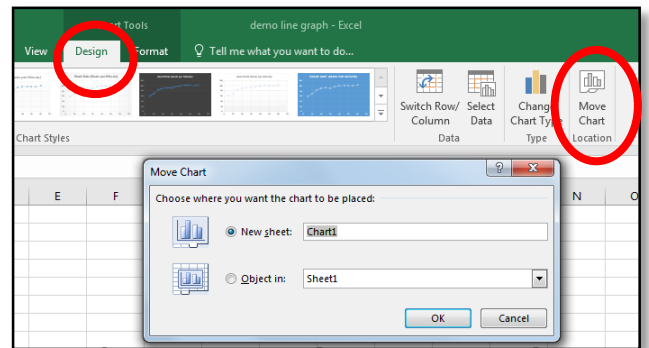 Chart Tools demo line graph - Excel
View Design Format Tell me what you want to do...
Switch Row/ Column
Select Data
Change Chart Type
Move Chart
Chart Styles Data Type Location
Move Chart
E F N O
Choose where you want the chart to be placed:
New sheet: Chart1
Object in: Sheet1
OK Cancel